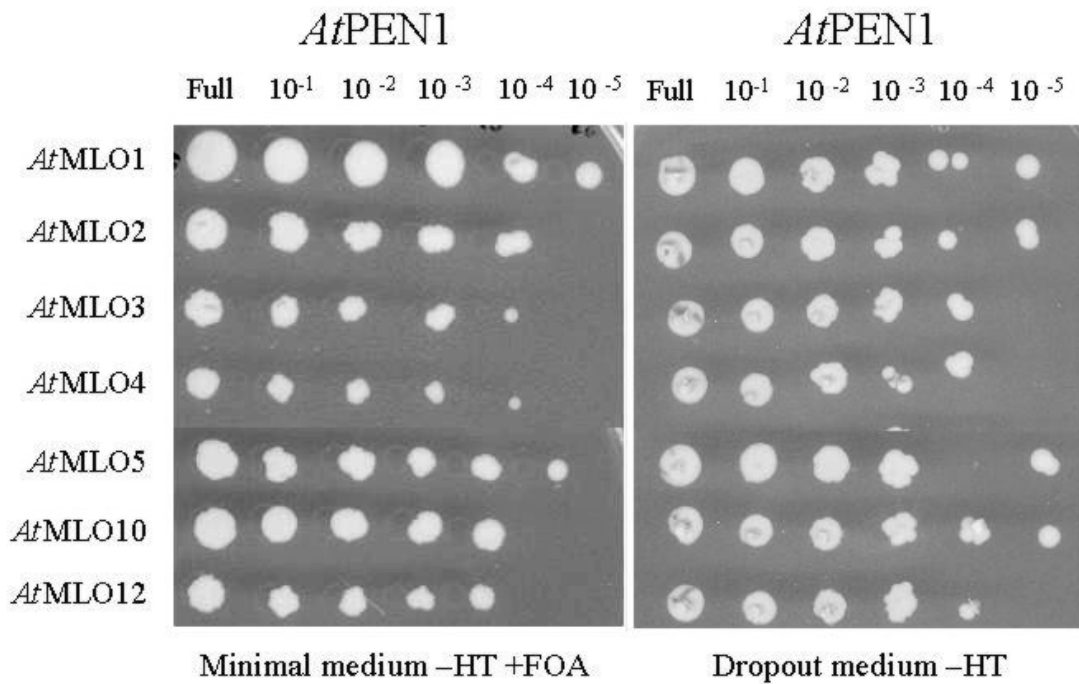 AtPEN1 AtPEN1
Full 10⁻¹ 10⁻² 10⁻³ 10⁻⁴ 10⁻⁵ Full 10⁻¹ 10⁻² 10⁻³ 10⁻⁴ 10⁻⁵
AtMLO1
AtMLO2
AtMLO3
AtMLO4
AtMLO5
AtMLO10
AtMLO12
Minimal medium –HT +FOA Dropout medium –HT